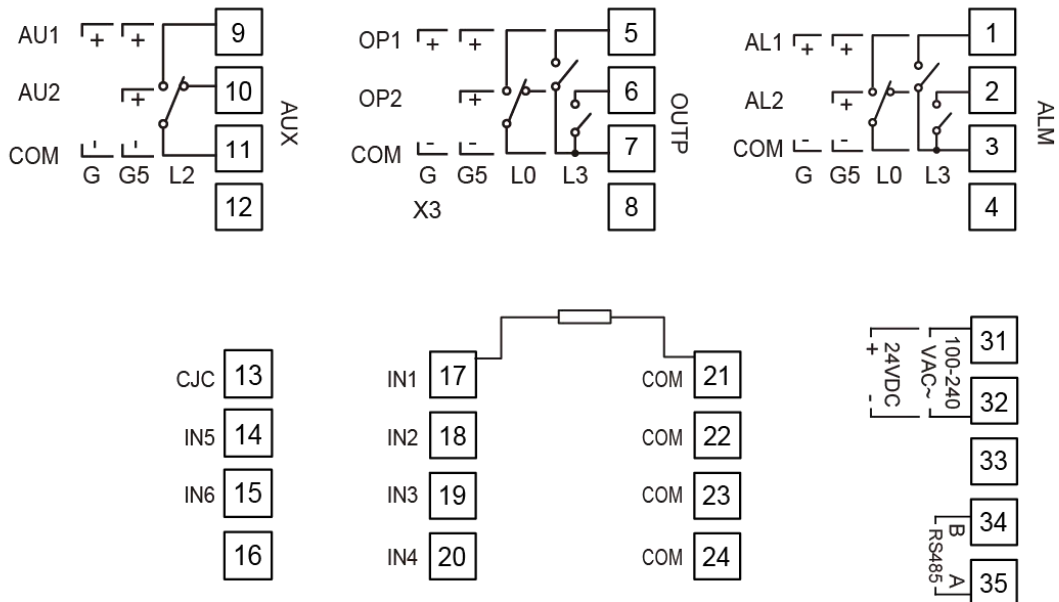 AU1 + + 9
AU2 + 10
COM - - 11
G G5 L2
12
AUX
OP1 + + 5
OP2 + 6
COM - - 7
G G5 L0 L3
X3 8
OUTP
AL1 + + 1
AL2 + 2
COM - - 3
G G5 L0 L3
4
ALM
CJC 13
IN5 14
IN6 15
16
IN1 17
IN2 18
IN3 19
IN4 20
COM 21
COM 22
COM 23
COM 24
31
32
33
34
35
100-240
VAC~
24VDC
+ -
B A
RS485